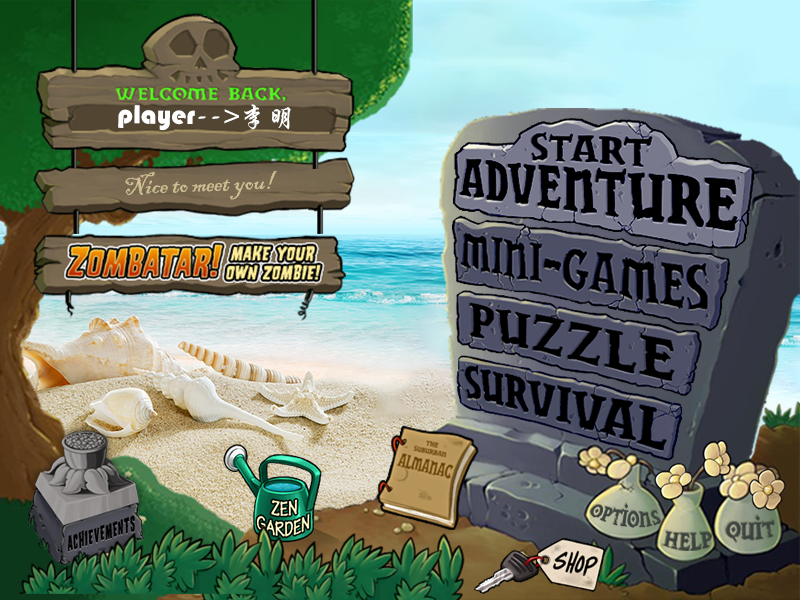 WELCOME BACK,
player-->李明
Nice to meet you!
ZOMBATAR! MAKE YOUR
OWN ZOMBIE!
START
ADVENTURE
MINI-GAMES
PUZZLE
SURVIVAL
THE
SUBURBAN
ALMANAC
ACHIEVEMENTS
ZEN
GARDEN
OPTIONS
HELP
QUIT
SHOP